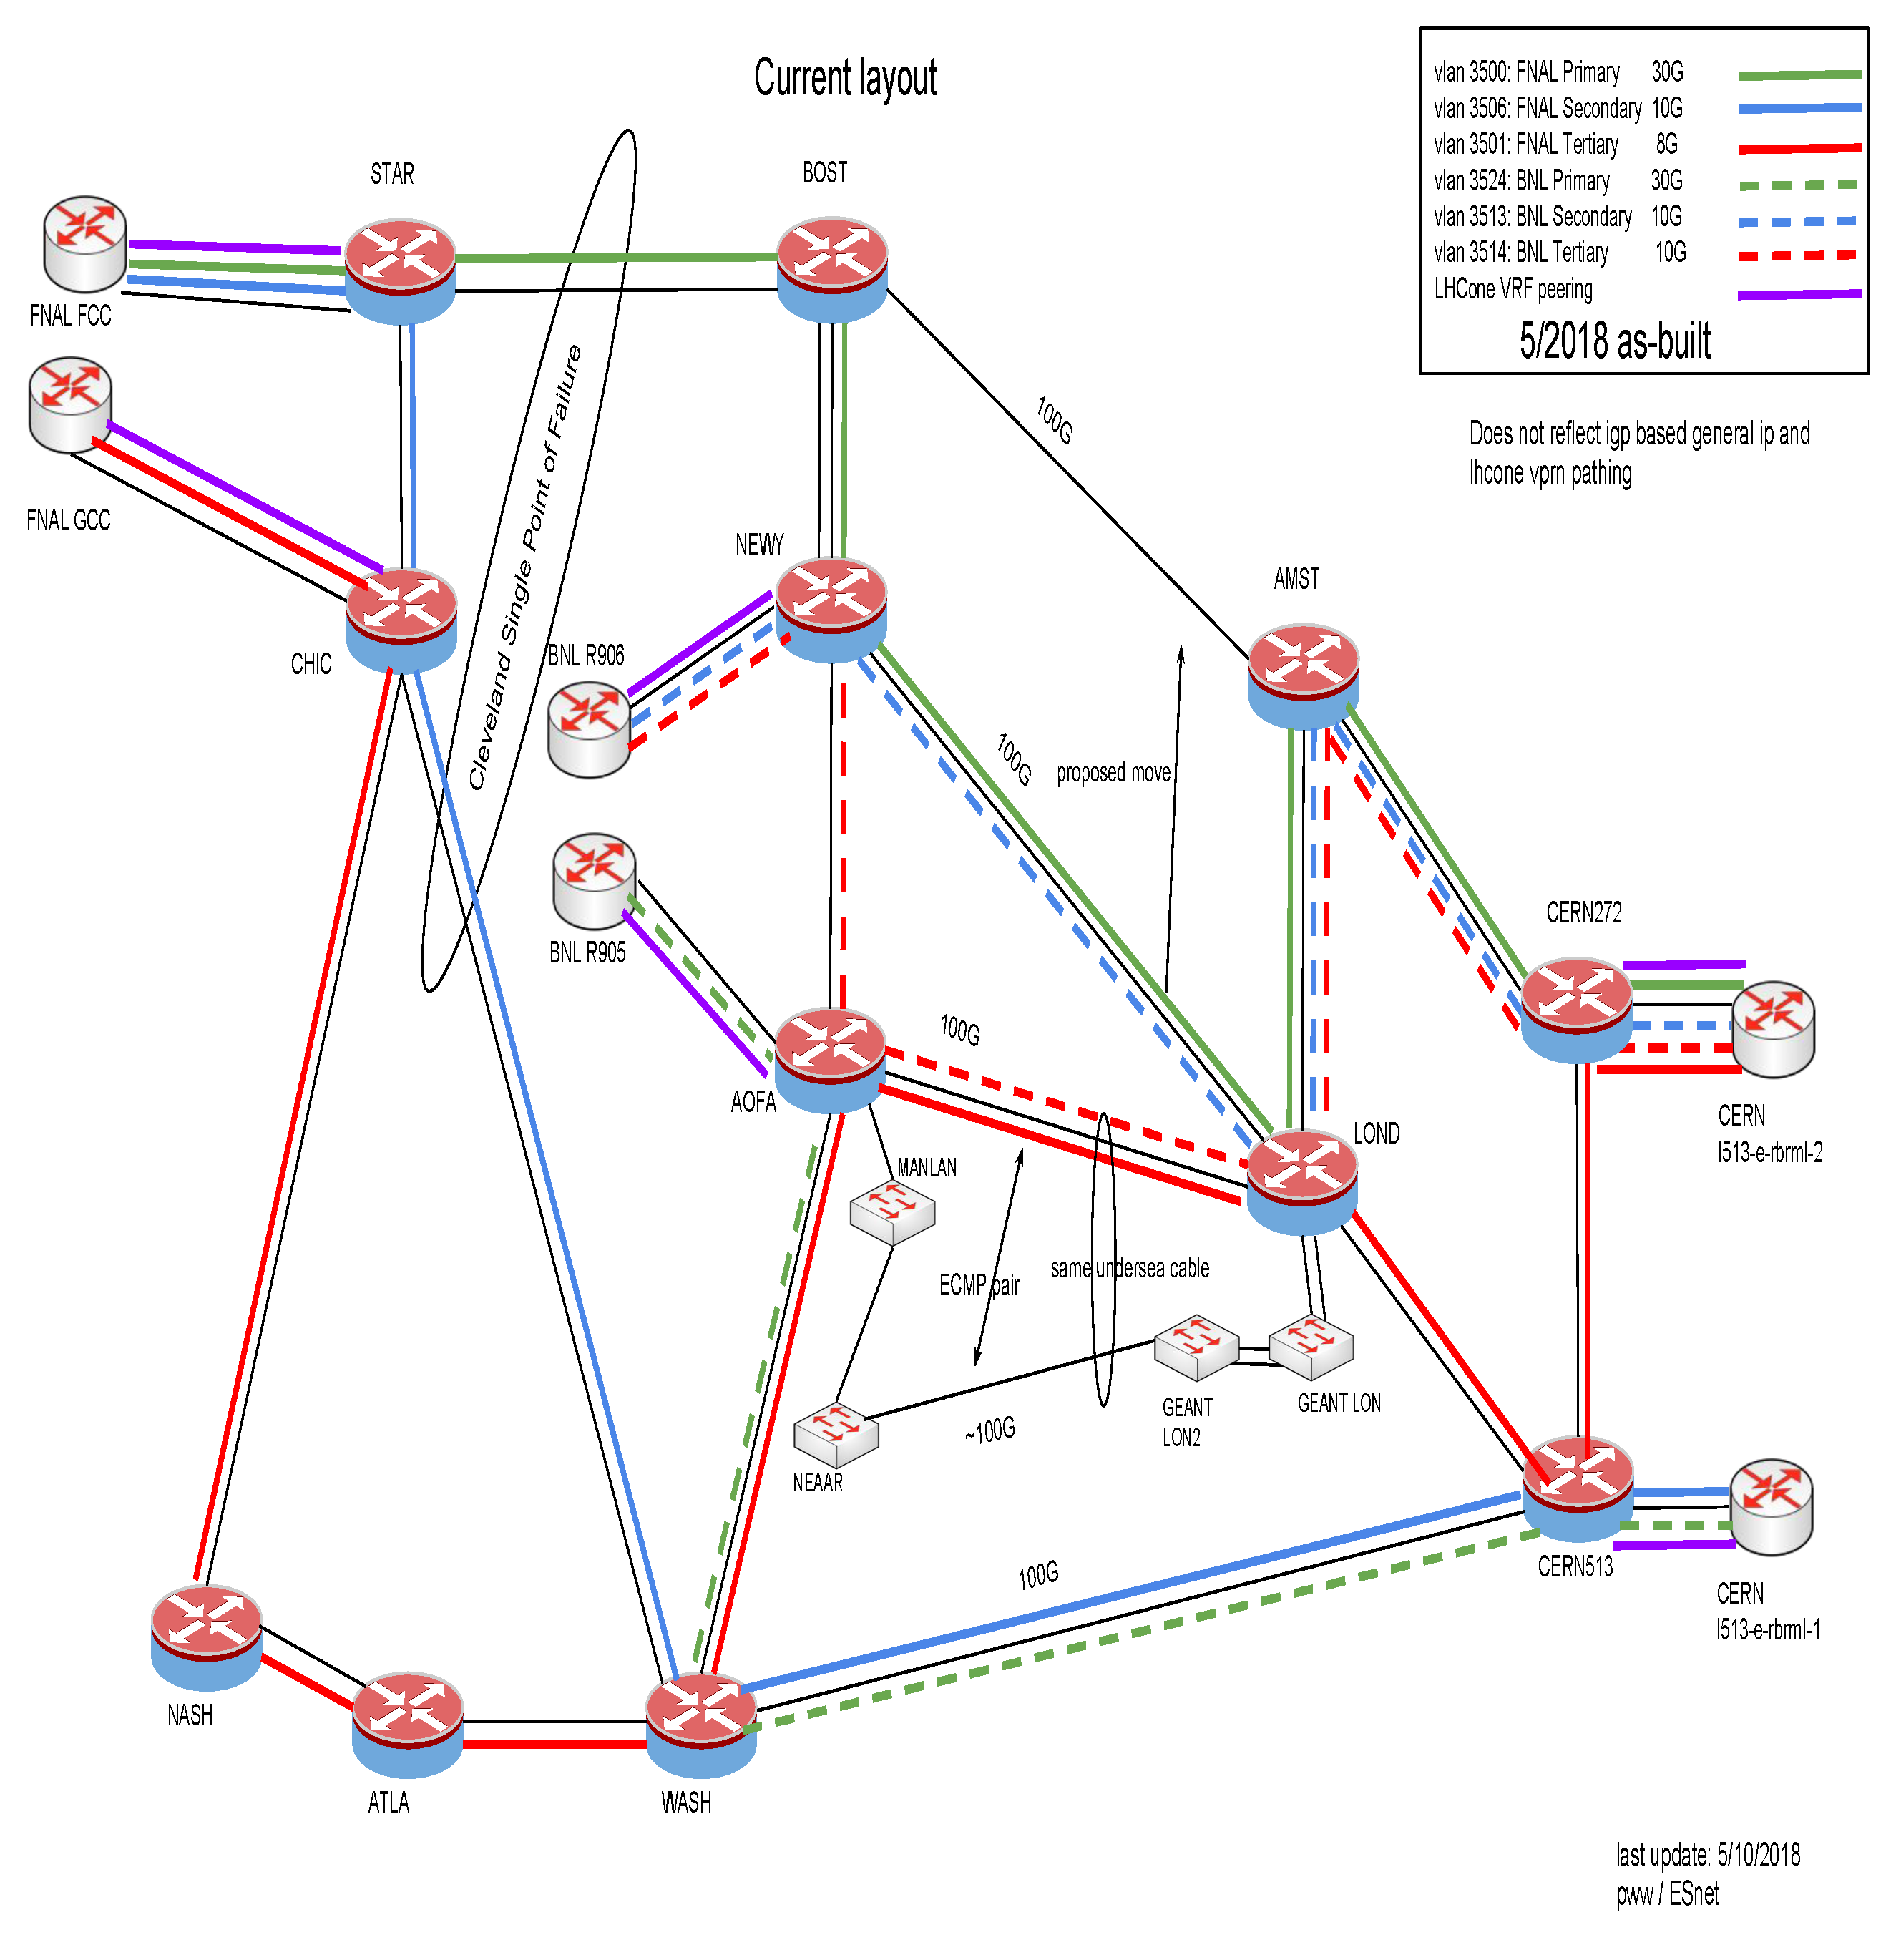 Current layout
vlan 3500: FNAL Primary 30G
vlan 3506: FNAL Secondary 10G
vlan 3501: FNAL Tertiary 8G
vlan 3524: BNL Primary 30G
vlan 3513: BNL Secondary 10G
vlan 3514: BNL Tertiary 10G
LHCone VRF peering
5/2018 as-built
Does not reflect igp based general ip and
lhcone vprn pathing
STAR
BOST
FNAL FCC
FNAL GCC
Cleveland Single Point of Failure
100G
NEWY
AMST
CHIC
BNL R906
100G
proposed move
BNL R905
CERN272
100G
AOFA
LOND
CERN
I513-e-rbrml-2
MANLAN
ECMP pair
same undersea cable
GEANT
LON2
GEANT LON
~100G
NEAAR
100G
CERN513
CERN
I513-e-rbrml-1
NASH
ATLA
WASH
last update: 5/10/2018
pww / ESnet